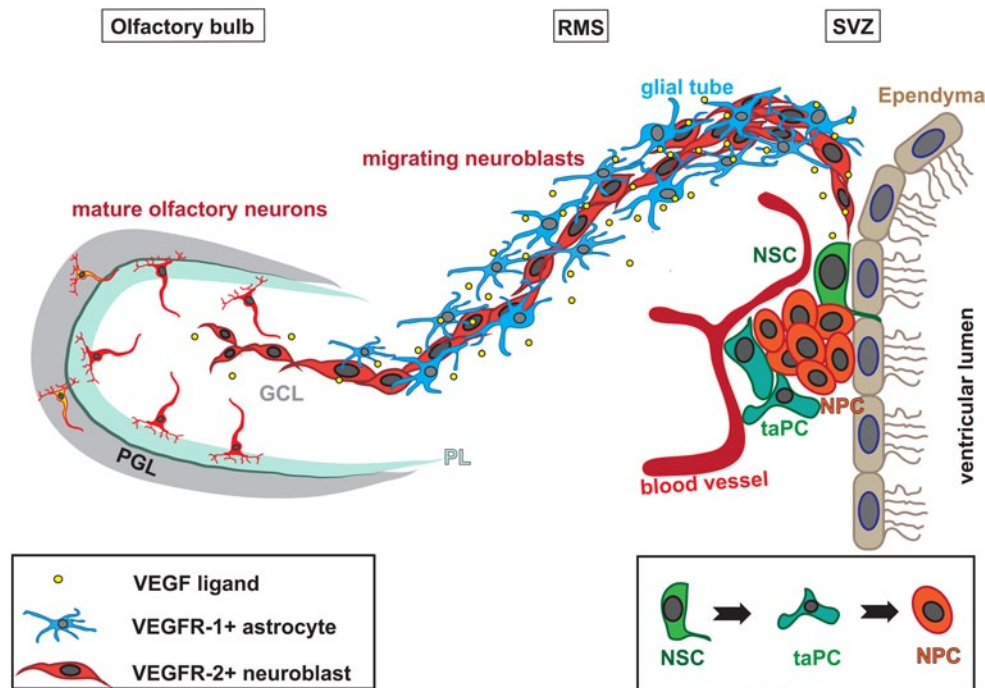 Olfactory bulb
RMS
SVZ
glial tube
Ependyma
migrating neuroblasts
mature olfactory neurons
NSC
GCL
NPC
taPC
PGL
PL
blood vessel
ventricular lumen
VEGF ligand
VEGFR-1+ astrocyte
VEGFR-2+ neuroblast
NSC
taPC
NPC